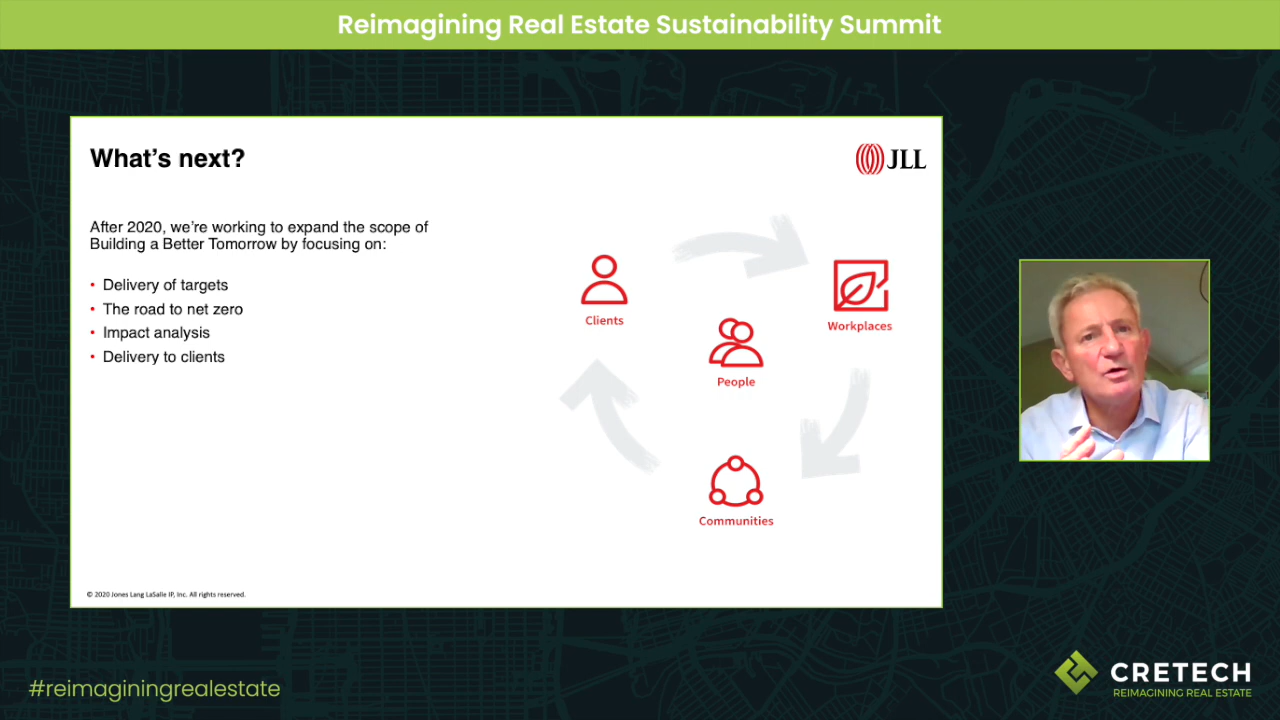 Reimagining Real Estate Sustainability Summit
What's next?
JLL
After 2020, we're working to expand the scope of
Building a Better Tomorrow by focusing on:
• Delivery of targets
• The road to net zero
• Impact analysis
• Delivery to clients
Clients
Workplaces
People
Communities
© 2020 Jones Lang LaSalle IP, Inc. All rights reserved.
#reimaginingrealestate
CRETECH
REIMAGINING REAL ESTATE